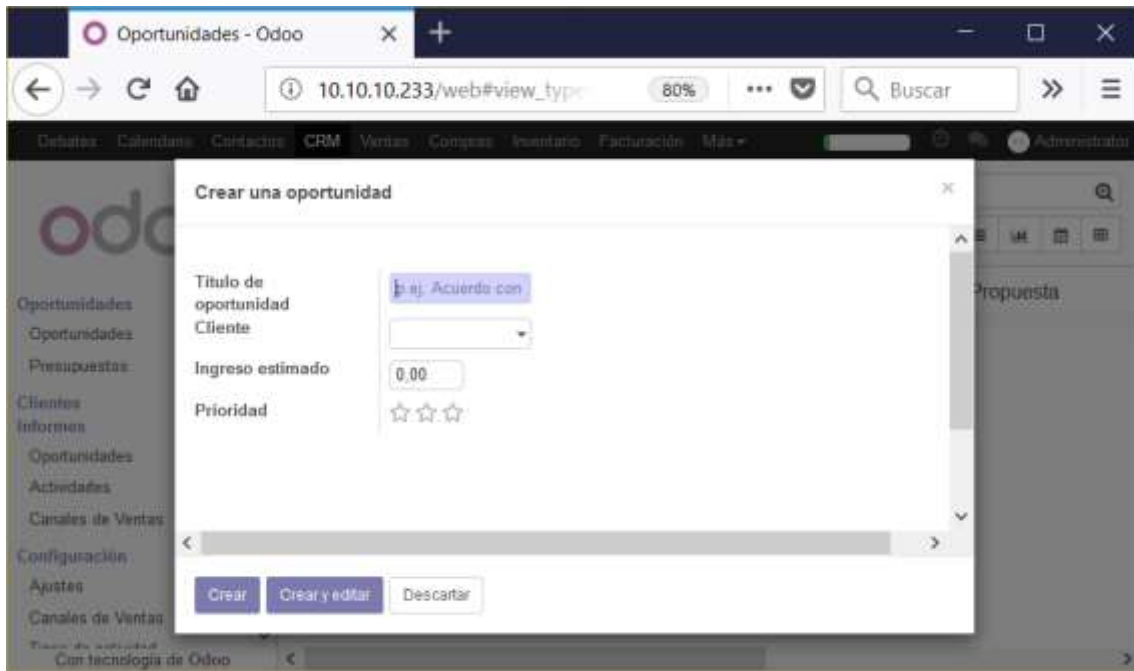 Oportunidades - Odoo
10.10.10.233/web#view_type
80%
Buscar
Debates Calendario Contactos CRM Ventas Compras Inventario Facturación Más Administrator
odo
Crear una oportunidad
Título de
oportunidad
p.ej. Acuerdo con
Cliente
Ingreso estimado
0,00
Prioridad
Crear
Crear y editar
Descartar
Oportunidades
Oportunidades
Presupuestos
Clientes
Informes
Oportunidades
Actividades
Canales de Ventas
Configuración
Ajustes
Canales de Ventas
Con tecnología de Odoo
Propuesta